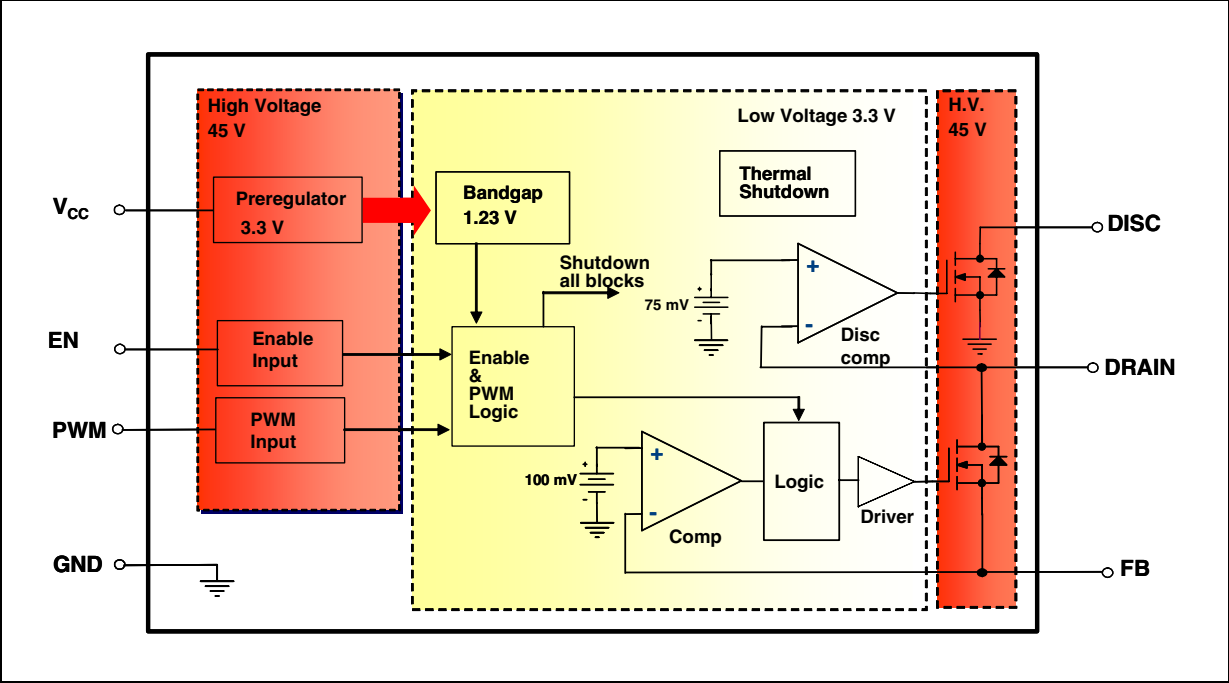 High Voltage
45 V
Low Voltage 3.3 V
H.V.
45 V
Thermal
Shutdown
VCC
Preregulator
3.3 V
Bandgap
1.23 V
DISC
Shutdown
all blocks
+
75 mV
+
-
-
Disc
comp
EN
Enable
Input
Enable
&
PWM
Logic
DRAIN
PWM
PWM
Input
+
100 mV
-
+
-
Comp
Logic
Driver
GND
FB